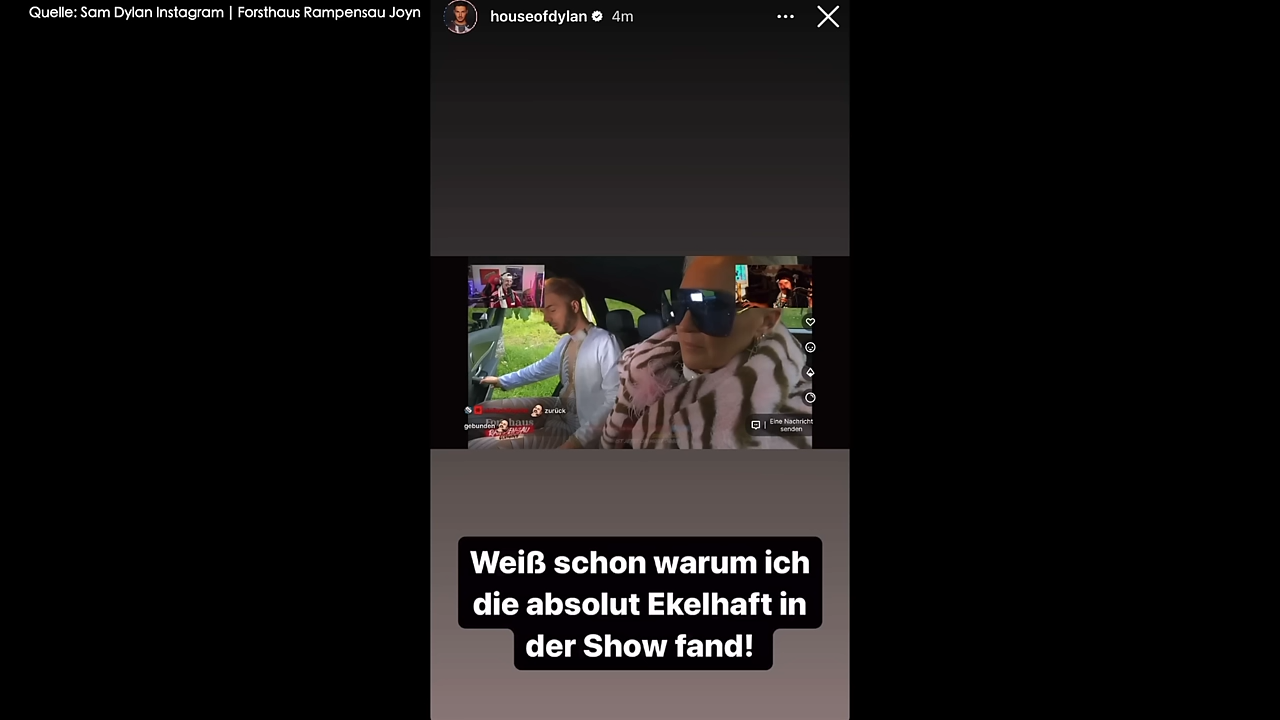 Quelle: Sam Dylan Instagram | Forsthaus Rampensau Joyn
houseofdylan 4m
zurück
gebunden
Forsthaus
Eine Nachricht
senden
Weiß schon warum ich
die absolut Ekelhaft in
der Show fand!